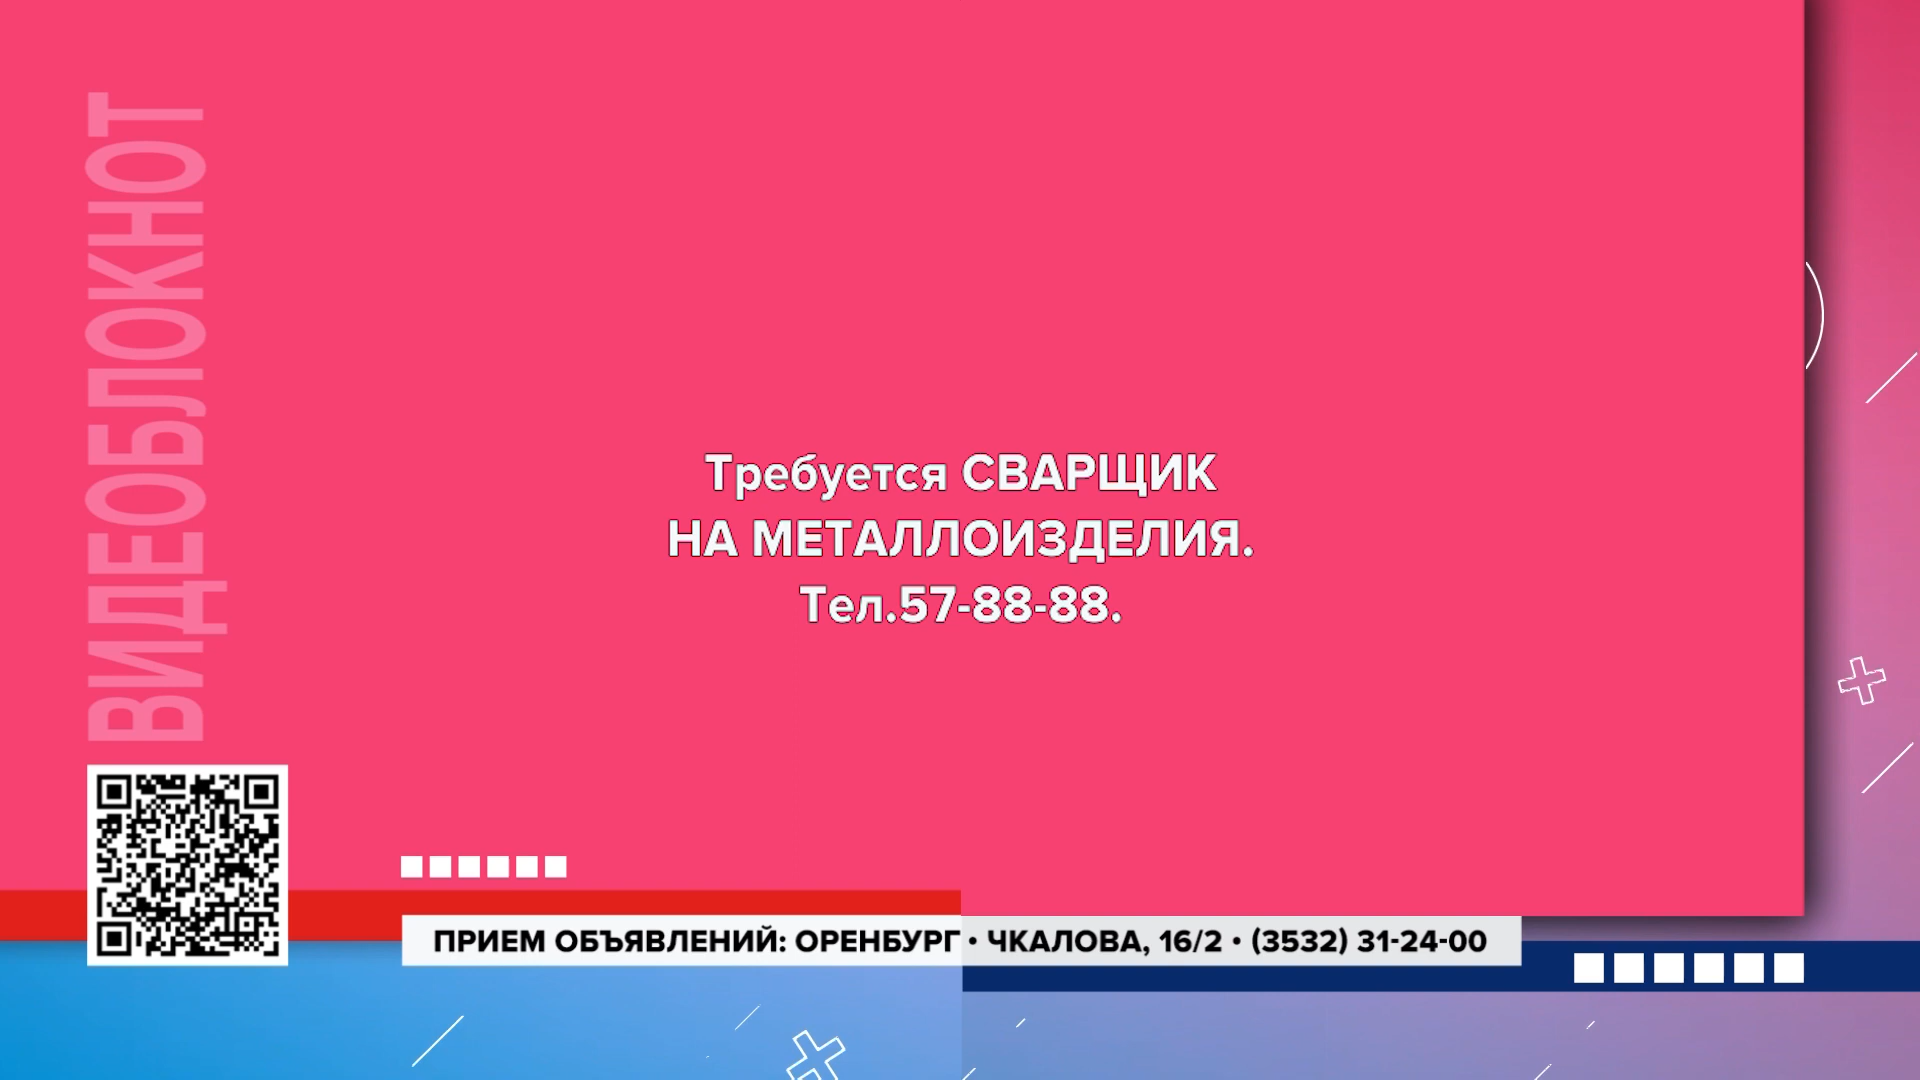 ВИДЕОБЛОКНОТ
Требуется СВАРЩИК
НА МЕТАЛЛОИЗДЕЛИЯ.
Тел.57-88-88.
ПРИЕМ ОБЪЯВЛЕНИЙ: ОРЕНБУРГ • ЧКАЛОВА, 16/2 • (3532) 31-24-00